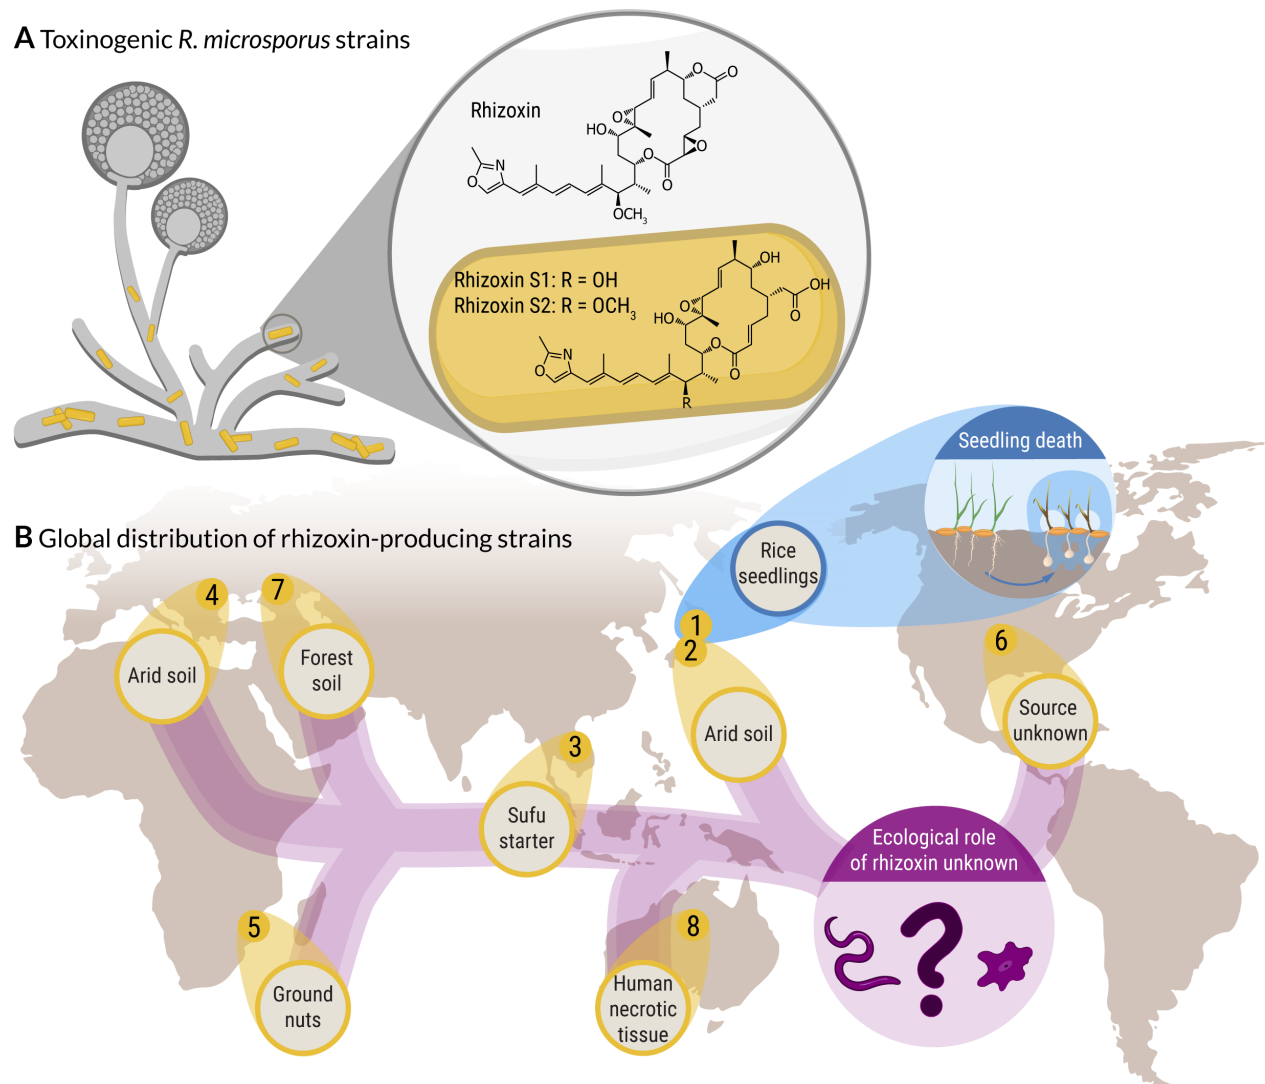 A Toxinogenic R. microsporus strains
Rhizoxin
O
O
O
HO
O
O
O
N
O
OCH3
Rhizoxin S1: R = OH
Rhizoxin S2: R = OCH3
OH
OH
O
O
HO
O
O
N
O
R
Seedling death
B Global distribution of rhizoxin-producing strains
Rice
seedlings
4
7
1
2
6
Arid soil
Forest
soil
Arid soil
Source
unknown
3
Sufu
starter
Ecological role
of rhizoxin unknown
?
5
8
Ground
nuts
Human
necrotic
tissue